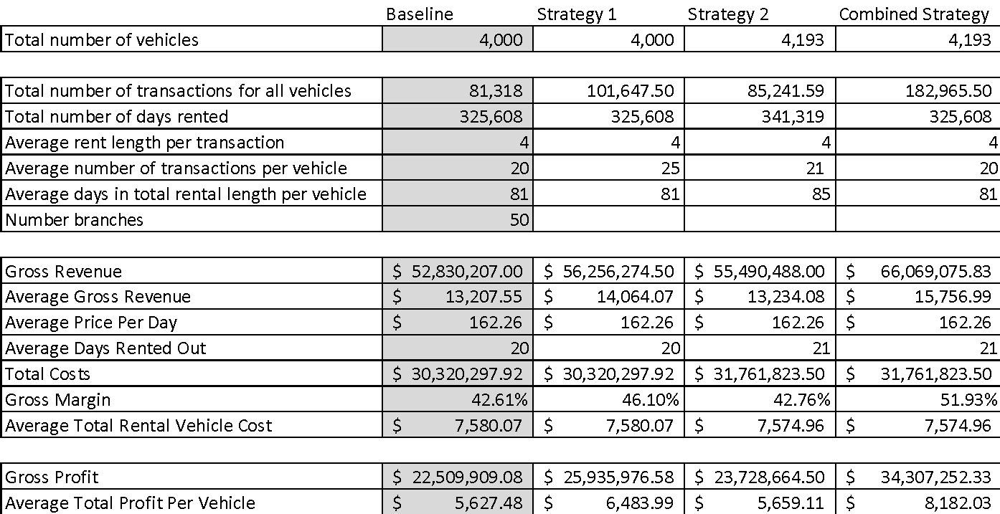 Baseline Strategy 1 Strategy 2 Combined Strategy
Total number of vehicles 4,000 4,000 4,193 4,193
Total number of transactions for all vehicles 81,318 101,647.50 85,241.59 182,965.50
Total number of days rented 325,608 325,608 341,319 325,608
Average rent length per transaction 4 4 4 4
Average number of transactions per vehicle 20 25 21 20
Average days in total rental length per vehicle 81 81 85 81
Number branches 50
Gross Revenue $ 52,830,207.00 $ 56,256,274.50 $ 55,490,488.00 $ 66,069,075.83
Average Gross Revenue $ 13,207.55 $ 14,064.07 $ 13,234.08 $ 15,756.99
Average Price Per Day $ 162.26 $ 162.26 $ 162.26 $ 162.26
Average Days Rented Out 20 20 21 21
Total Costs $ 30,320,297.92 $ 30,320,297.92 $ 31,761,823.50 $ 31,761,823.50
Gross Margin 42.61% 46.10% 42.76% 51.93%
Average Total Rental Vehicle Cost $ 7,580.07 $ 7,580.07 $ 7,574.96 $ 7,574.96
Gross Profit $ 22,509,909.08 $ 25,935,976.58 $ 23,728,664.50 $ 34,307,252.33
Average Total Profit Per Vehicle $ 5,627.48 $ 6,483.99 $ 5,659.11 $ 8,182.03